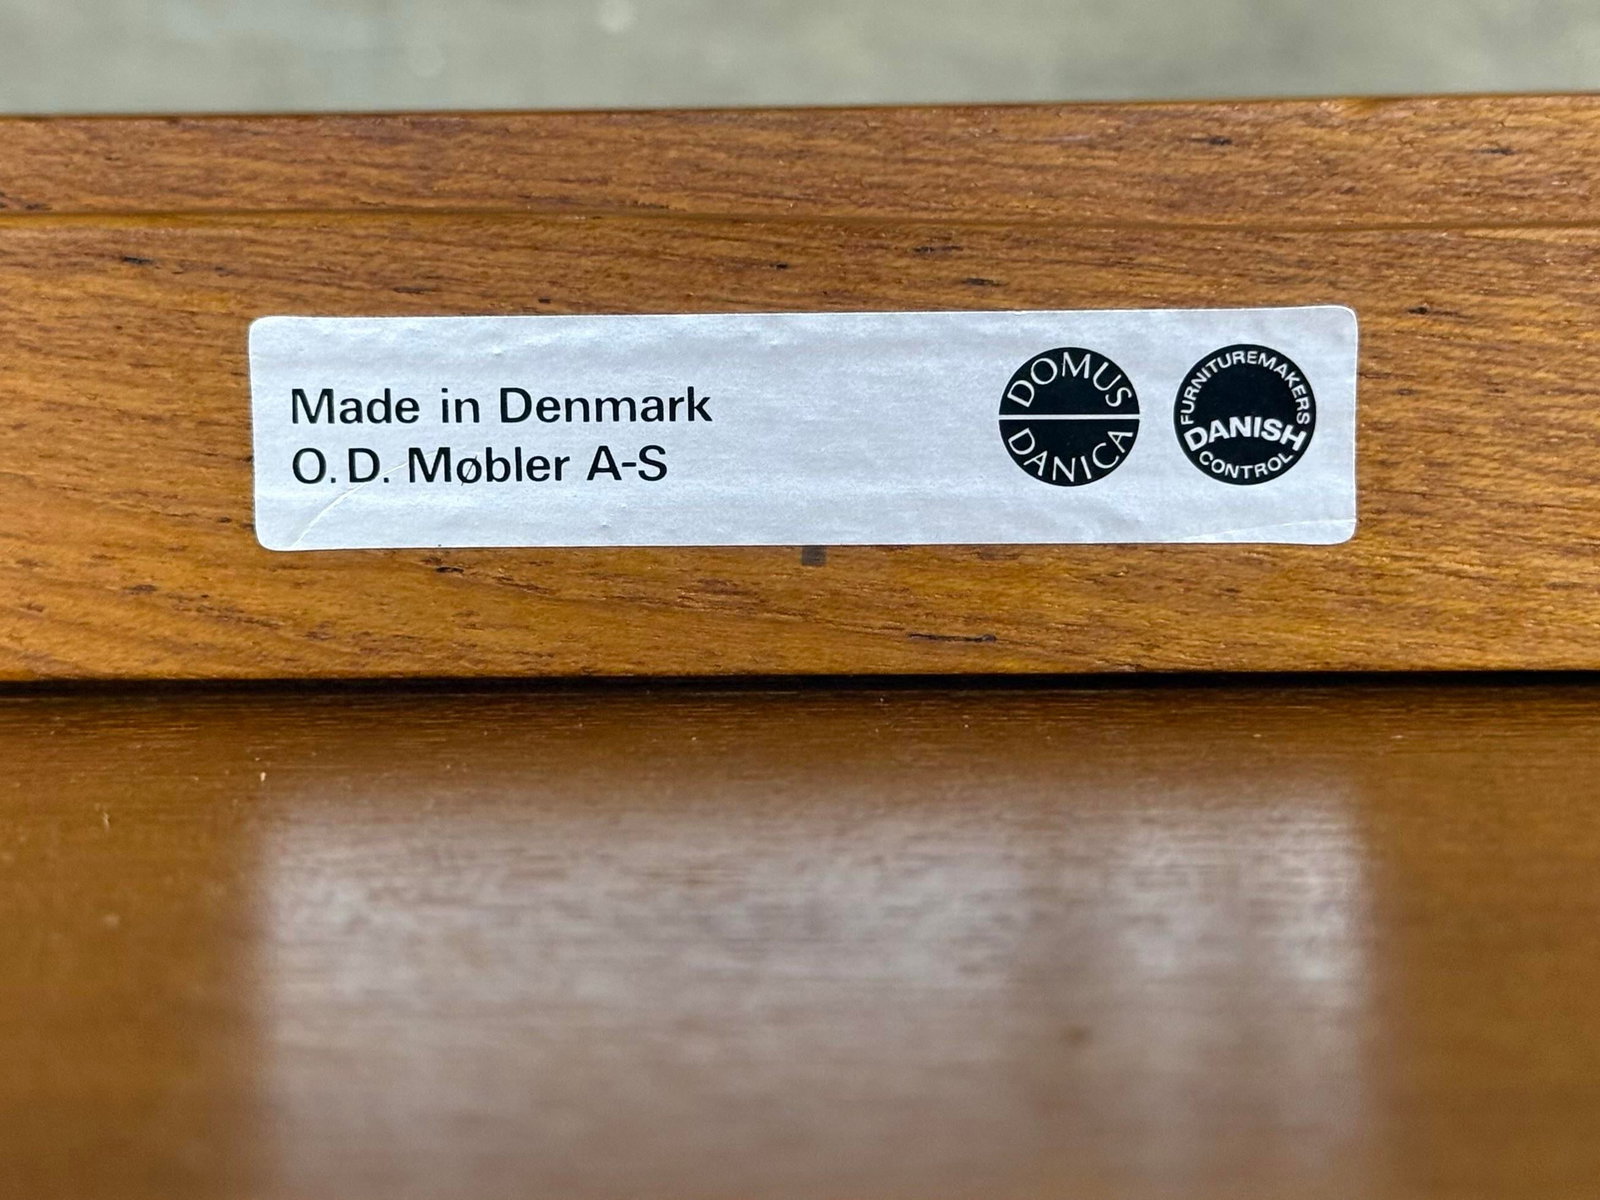 Made in Denmark
O. D. Møbler A-S
DOMUS
DANICA
FURNITUREMAKERS
DANISH
CONTROL